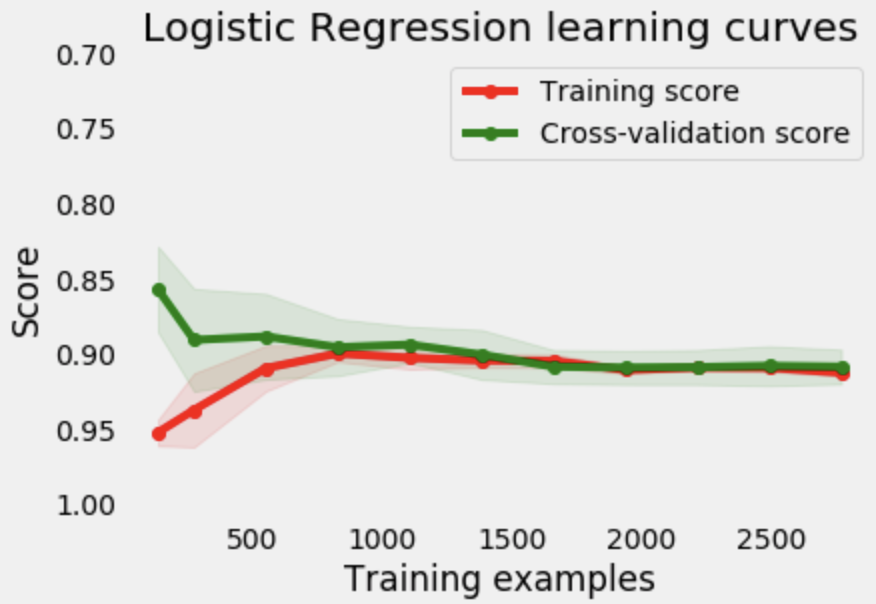 Logistic Regression learning curves
Training score
Cross-validation score
0.70
0.75
0.80
0.85
0.90
0.95
1.00
Score
500 1000 1500 2000 2500
Training examples